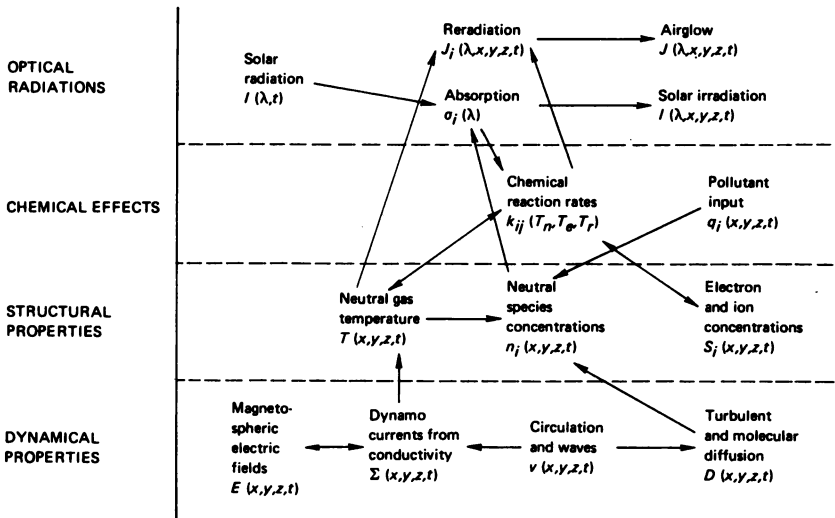 OPTICAL
RADIATIONS
Solar
radiation
I (λ,t)
Reradiation
J_i (λ,x,y,z,t)
Airglow
J (λ,x,y,z,t)
Absorption
σ_i (λ)
Solar irradiation
I (λ,x,y,z,t)
CHEMICAL EFFECTS
Chemical
reaction rates
k_ij (T_n,T_e,T_r)
Pollutant
input
q_i (x,y,z,t)
STRUCTURAL
PROPERTIES
Neutral gas
temperature
T (x,y,z,t)
Neutral
species
concentrations
n_i (x,y,z,t)
Electron
and ion
concentrations
S_i (x,y,z,t)
DYNAMICAL
PROPERTIES
Magneto-
spheric
electric
fields
E (x,y,z,t)
Dynamo
currents from
conductivity
Σ (x,y,z,t)
Circulation
and waves
v (x,y,z,t)
Turbulent
and molecular
diffusion
D (x,y,z,t)